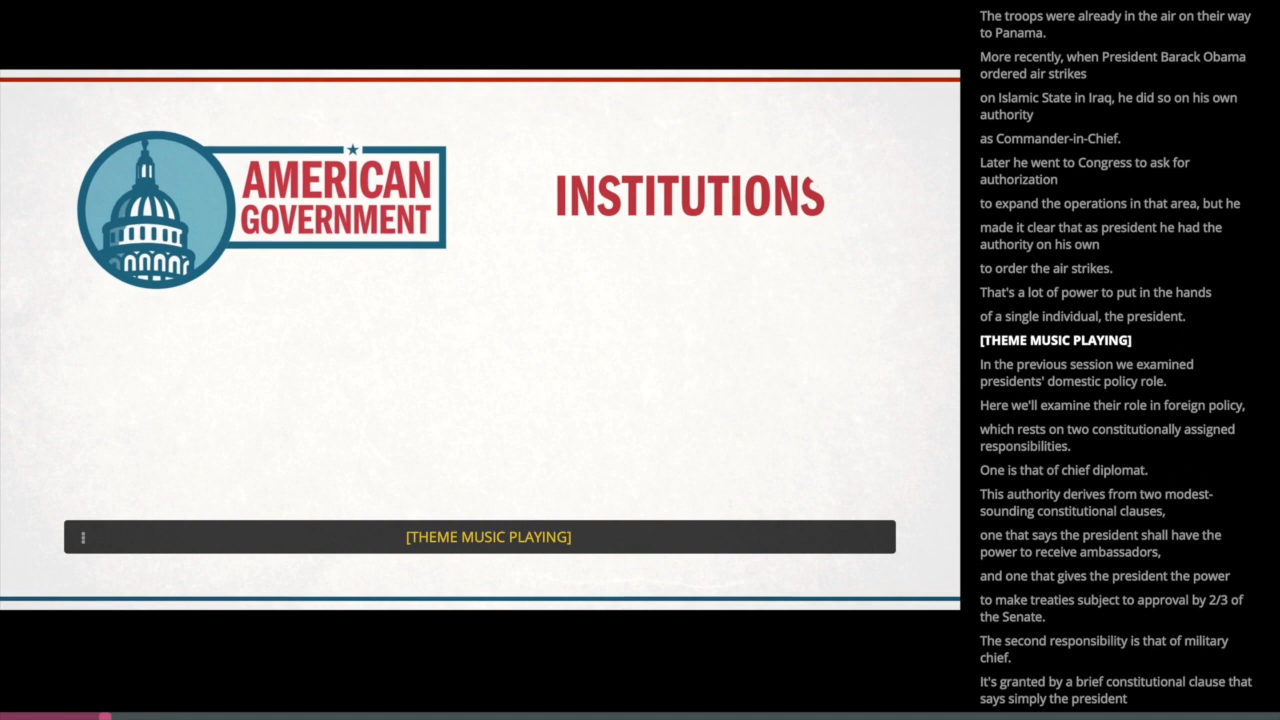 AMERICAN
GOVERNMENT
INSTITUTIONS
[THEME MUSIC PLAYING]
The troops were already in the air on their way
to Panama.
More recently, when President Barack Obama
ordered air strikes
on Islamic State in Iraq, he did so on his own
authority
as Commander-in-Chief.
Later he went to Congress to ask for
authorization
to expand the operations in that area, but he
made it clear that as president he had the
authority on his own
to order the air strikes.
That's a lot of power to put in the hands
of a single individual, the president.
[THEME MUSIC PLAYING]
In the previous session we examined
presidents' domestic policy role.
Here we'll examine their role in foreign policy,
which rests on two constitutionally assigned
responsibilities.
One is that of chief diplomat.
This authority derives from two modest-
sounding constitutional clauses,
one that says the president shall have the
power to receive ambassadors,
and one that gives the president the power
to make treaties subject to approval by 2/3 of
the Senate.
The second responsibility is that of military
chief.
It's granted by a brief constitutional clause that
says simply the president